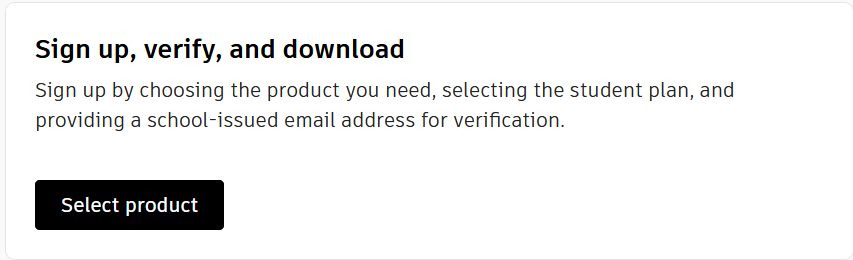 Sign up, verify, and download
Sign up by choosing the product you need, selecting the student plan, and
providing a school-issued email address for verification.
Select product